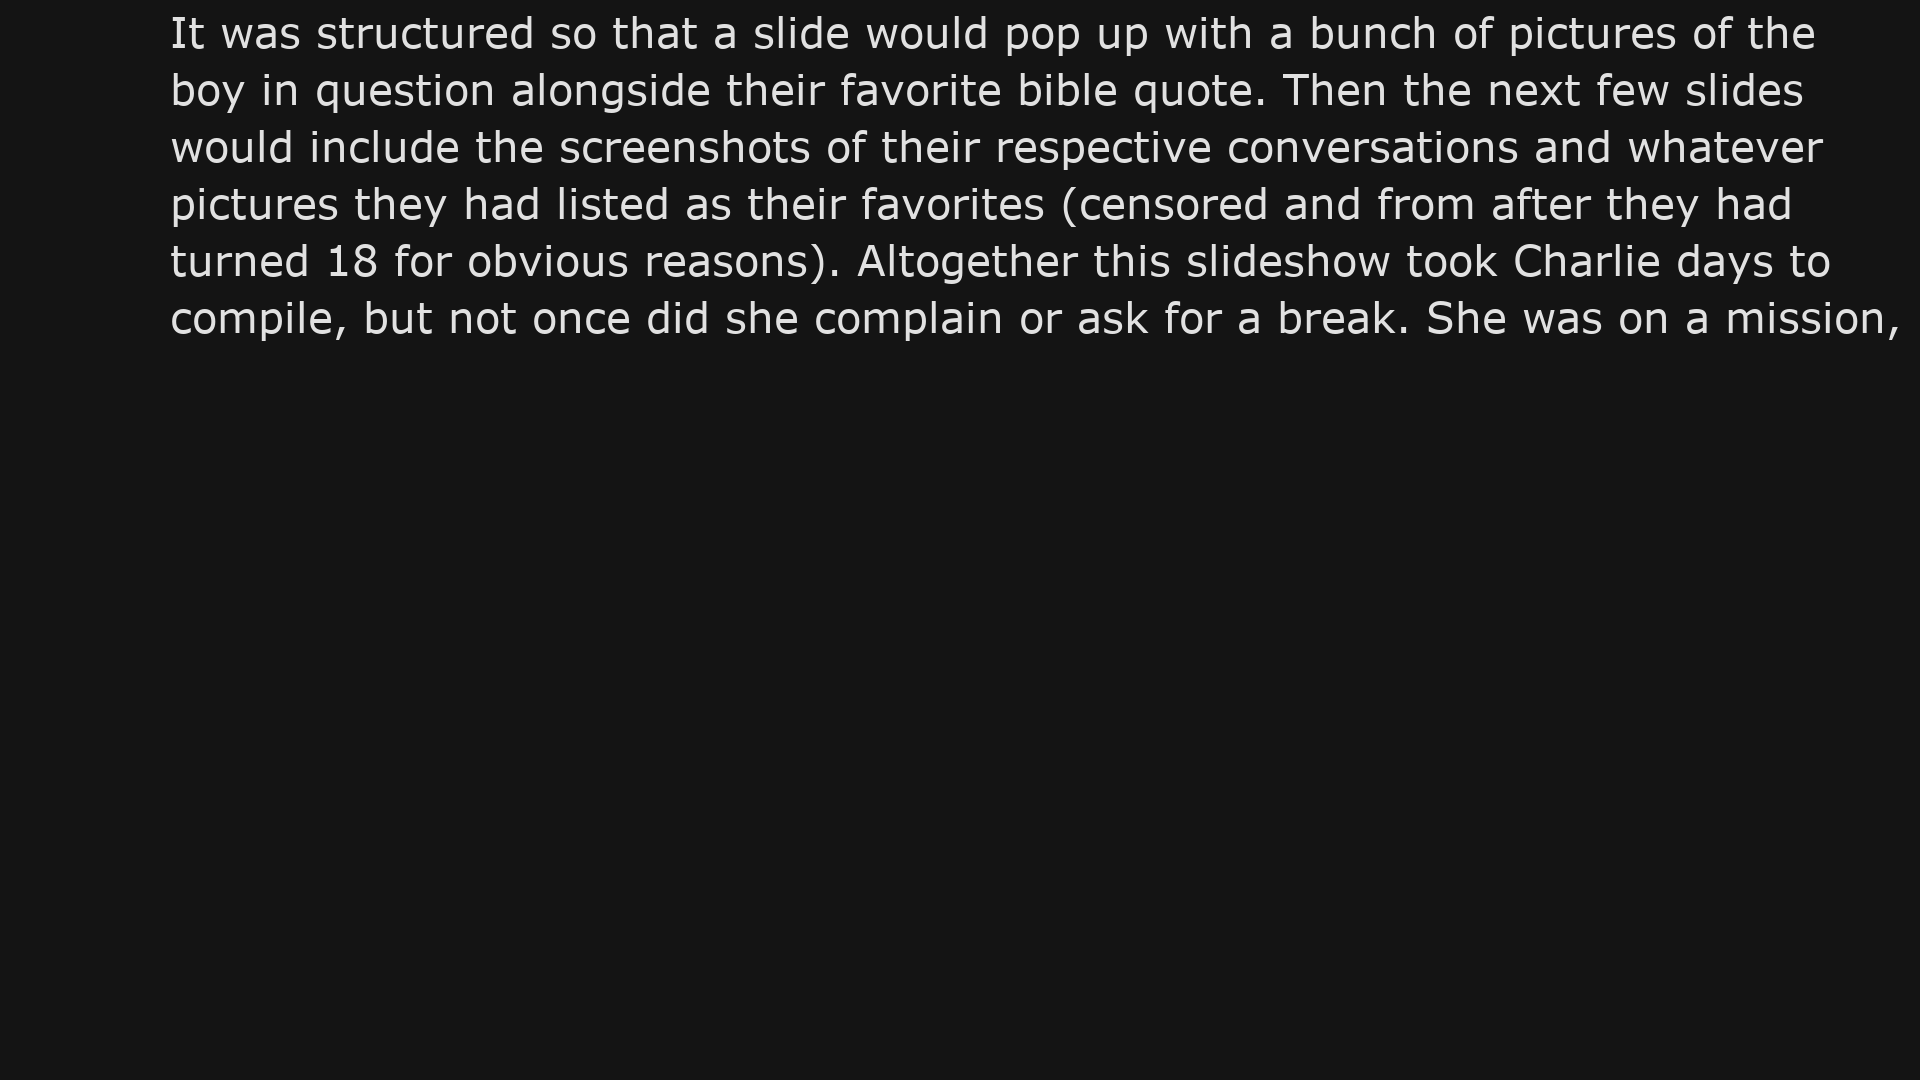 It was structured so that a slide would pop up with a bunch of pictures of the
boy in question alongside their favorite bible quote. Then the next few slides
would include the screenshots of their respective conversations and whatever
pictures they had listed as their favorites (censored and from after they had
turned 18 for obvious reasons). Altogether this slideshow took Charlie days to
compile, but not once did she complain or ask for a break. She was on a mission,